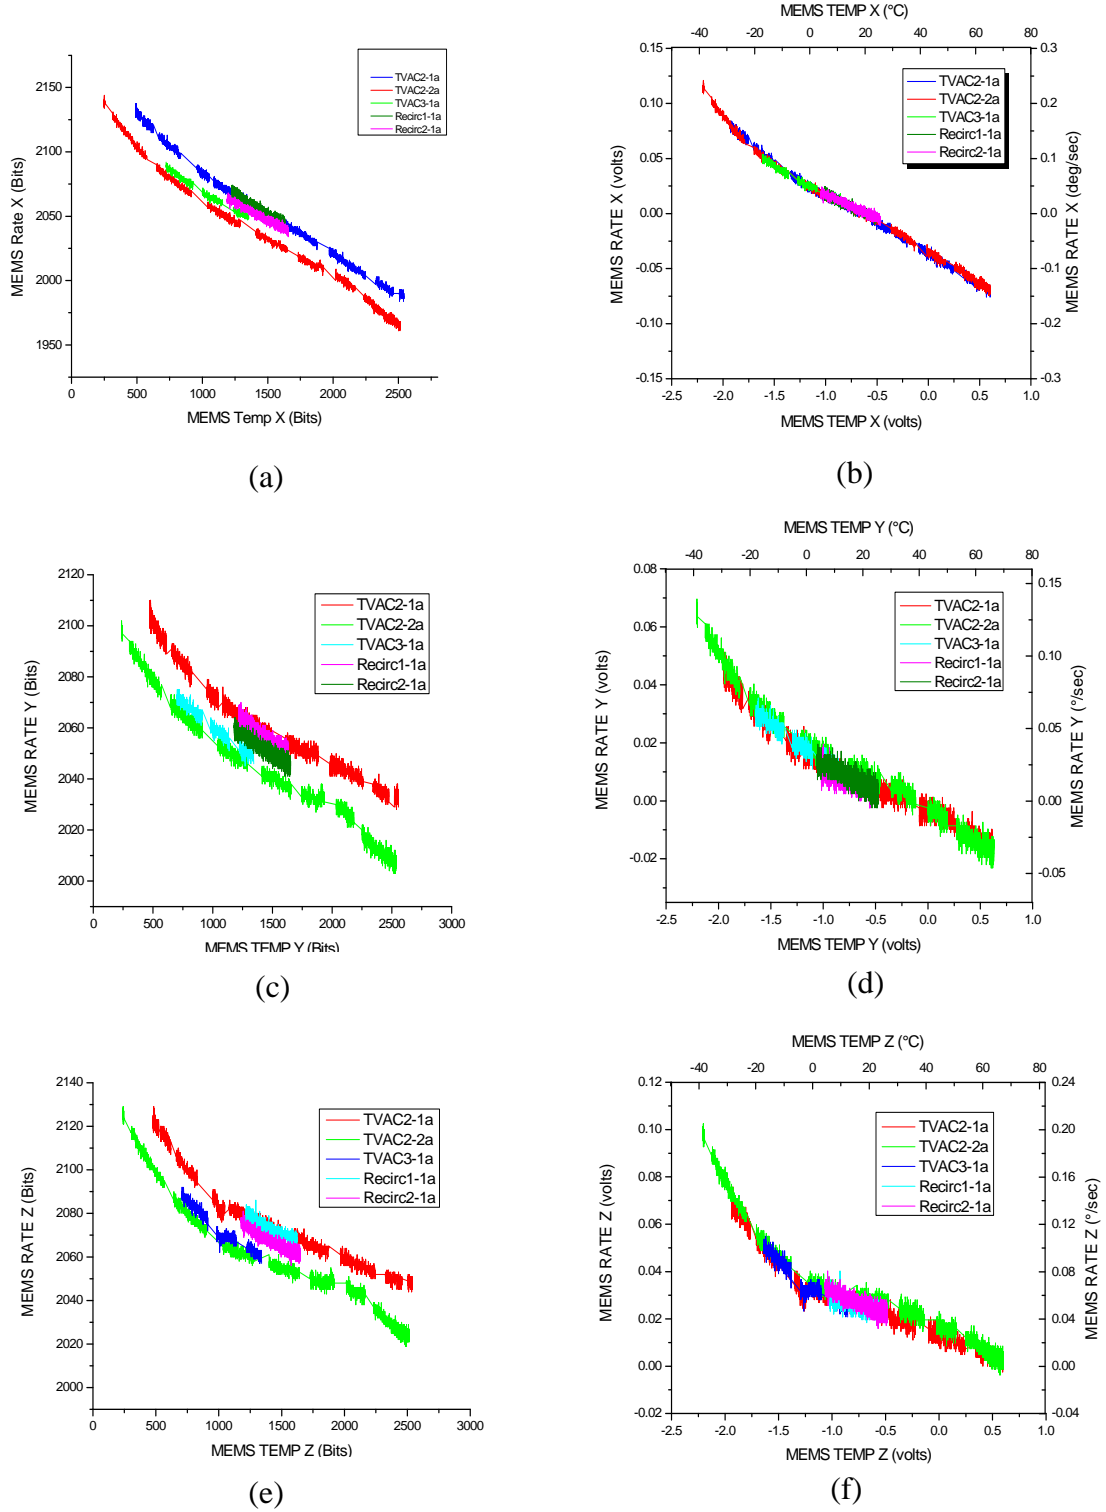 MEMS Rate X (Bits)
2150
2100
2050
2000
1950
0 500 1000 1500 2000 2500
MEMS Temp X (Bits)
TVAC2-1a
TVAC2-2a
TVAC3-1a
Recirc1-1a
Recirc2-1a
(a)
MEMS TEMP X (°C)
-40 -20 0 20 40 60 80
MEMS RATE X (volts)
0.15
0.10
0.05
0.00
-0.05
-0.10
-0.15
-2.5 -2.0 -1.5 -1.0 -0.5 0.0 0.5 1.0
MEMS TEMP X (volts)
0.3
0.2
0.1
0.0
-0.1
-0.2
-0.3
MEMS RATE X (deg/sec)
TVAC2-1a
TVAC2-2a
TVAC3-1a
Recirc1-1a
Recirc2-1a
(b)
MEMS RATE Y (Bits)
2120
2100
2080
2060
2040
2020
2000
0 500 1000 1500 2000 2500 3000
MEMS TEMP Y (Bits)
TVAC2-1a
TVAC2-2a
TVAC3-1a
Recirc1-1a
Recirc2-1a
(c)
MEMS TEMP Y (°C)
-40 -20 0 20 40 60 80
MEMS RATE Y (volts)
0.08
0.06
0.04
0.02
0.00
-0.02
-2.5 -2.0 -1.5 -1.0 -0.5 0.0 0.5 1.0
MEMS TEMP Y (volts)
0.15
0.10
0.05
0.00
-0.05
MEMS RATE Y (°/sec)
TVAC2-1a
TVAC2-2a
TVAC3-1a
Recirc1-1a
Recirc2-1a
(d)
MEMS RATE Z (Bits)
2140
2120
2100
2080
2060
2040
2020
2000
0 500 1000 1500 2000 2500 3000
MEMS TEMP Z (Bits)
TVAC2-1a
TVAC2-2a
TVAC3-1a
Recirc1-1a
Recirc2-1a
(e)
MEMS TEMP Z (°C)
-40 -20 0 20 40 60 80
MEMS RATE Z (volts)
0.12
0.10
0.08
0.06
0.04
0.02
0.00
-0.02
-2.5 -2.0 -1.5 -1.0 -0.5 0.0 0.5 1.0
MEMS TEMP Z (volts)
0.24
0.20
0.16
0.12
0.08
0.04
0.00
-0.04
MEMS RATE Z (°/sec)
TVAC2-1a
TVAC2-2a
TVAC3-1a
Recirc1-1a
Recirc2-1a
(f)